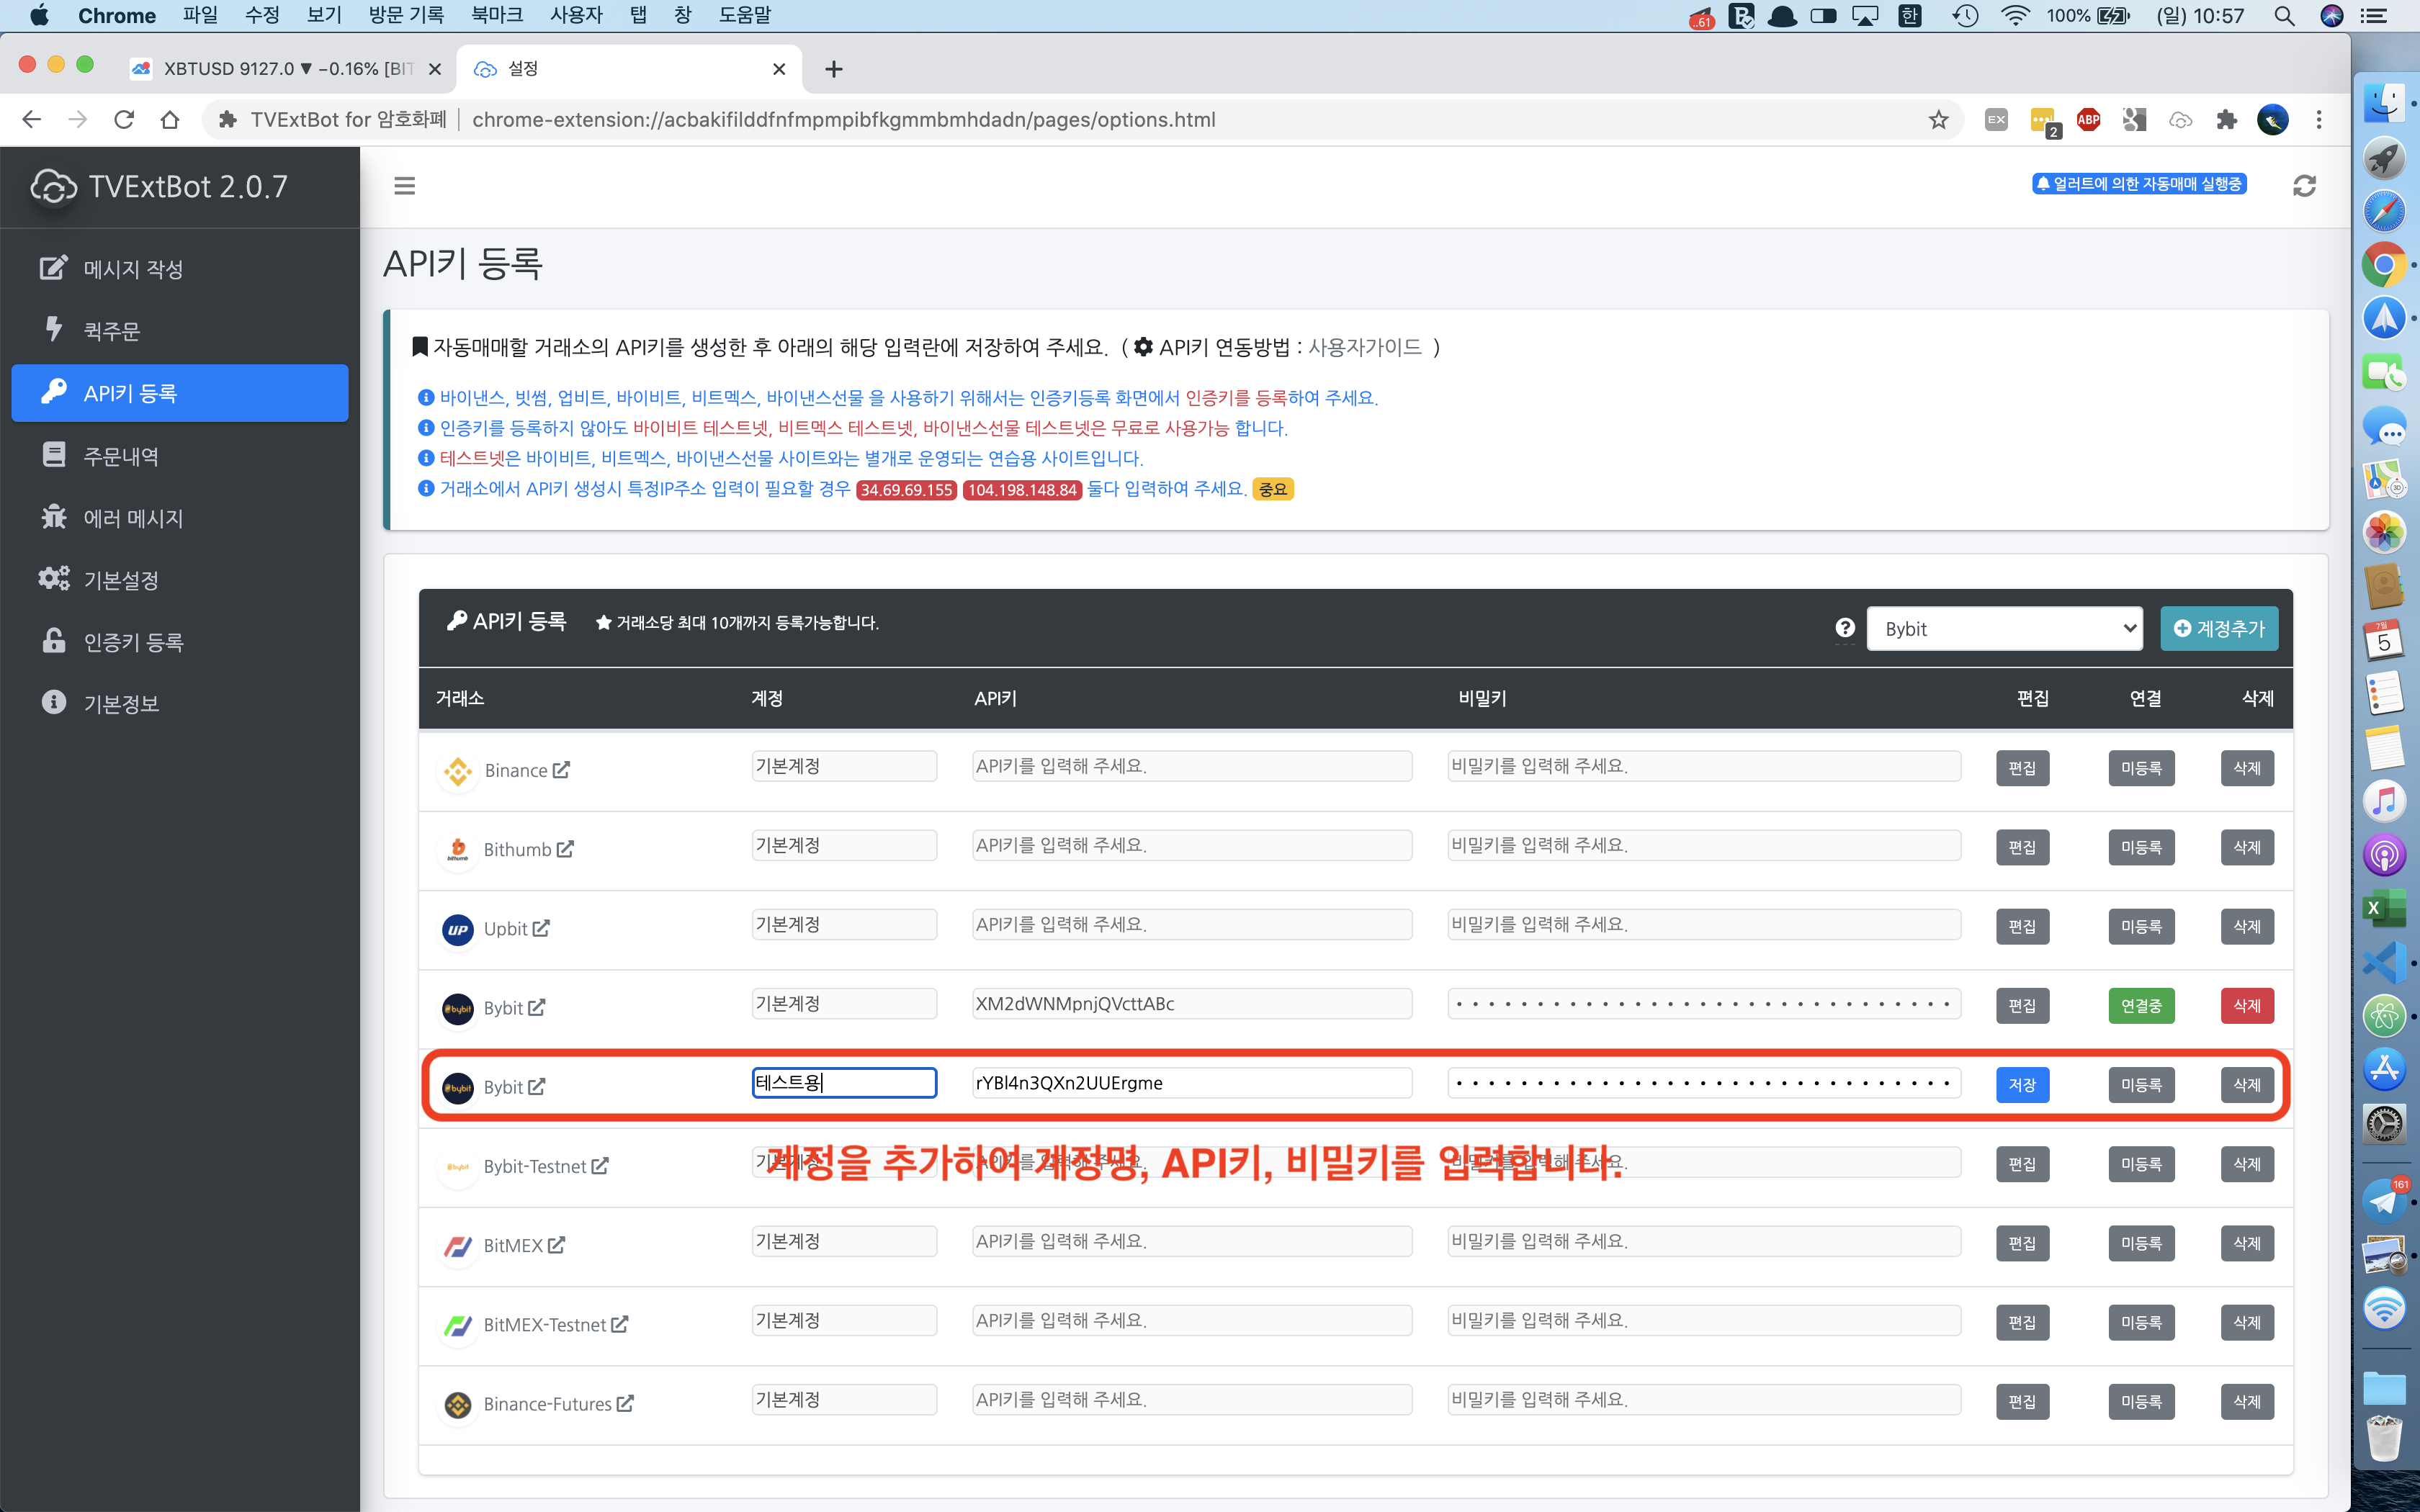 Chrome 파일 수정 보기 방문 기록 북마크 사용자 탭 창 도움말 ..61 한 100% (일) 10:57
XBTUSD 9127.0 ▼ −0.16% [BIT 설정
TVExtBot for 암호화폐 chrome-extension://acbakifilddfnfmpmpibfkgmmbmhdadn/pages/options.html EX 2 ABP
TVExtBot 2.0.7
얼러트에 의한 자동매매 실행중
메시지 작성
퀵주문
API키 등록
주문내역
에러 메시지
기본설정
인증키 등록
기본정보
API키 등록
자동매매할 거래소의 API키를 생성한 후 아래의 해당 입력란에 저장하여 주세요. ( API키 연동방법 : 사용자가이드 )
바이낸스, 빗썸, 업비트, 바이비트, 비트멕스, 바이낸스선물 을 사용하기 위해서는 인증키등록 화면에서 인증키를 등록하여 주세요.
인증키를 등록하지 않아도 바이비트 테스트넷, 비트멕스 테스트넷, 바이낸스선물 테스트넷은 무료로 사용가능 합니다.
테스트넷은 바이비트, 비트멕스, 바이낸스선물 사이트와는 별개로 운영되는 연습용 사이트입니다.
거래소에서 API키 생성시 특정IP주소 입력이 필요할 경우 34.69.69.155 104.198.148.84 둘다 입력하여 주세요. 중요
API키 등록 ★ 거래소당 최대 10개까지 등록가능합니다. Bybit 계정추가
거래소 계정 API키 비밀키 편집 연결 삭제
Binance 기본계정 API키를 입력해 주세요. 비밀키를 입력해 주세요. 편집 미등록 삭제
bithumb Bithumb 기본계정 API키를 입력해 주세요. 비밀키를 입력해 주세요. 편집 미등록 삭제
UP Upbit 기본계정 API키를 입력해 주세요. 비밀키를 입력해 주세요. 편집 미등록 삭제
bybit Bybit 기본계정 XM2dWNMpnjQVcttABc 편집 연결중 삭제
bybit Bybit 테스트용 rYBl4n3QXn2UUErgme 저장 미등록 삭제
bybit Bybit-Testnet 기본계정 API키를 입력해 주세요. 비밀키를 입력해 주세요. 편집 미등록 삭제
계정을 추가하여 계정명, API키, 비밀키를 입력합니다.
BitMEX 기본계정 API키를 입력해 주세요. 비밀키를 입력해 주세요. 편집 미등록 삭제
BitMEX-Testnet 기본계정 API키를 입력해 주세요. 비밀키를 입력해 주세요. 편집 미등록 삭제
Binance-Futures 기본계정 API키를 입력해 주세요. 비밀키를 입력해 주세요. 편집 미등록 삭제
7월
5
161